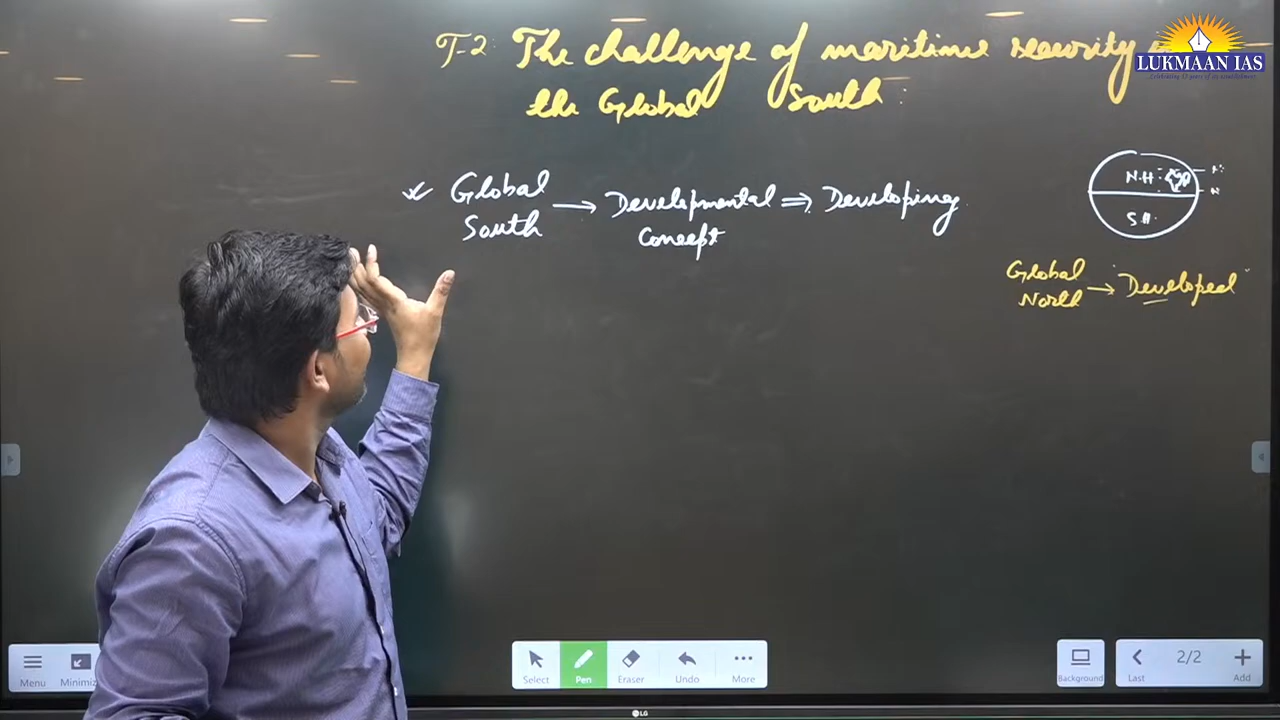 T-2: The challenge of maritime security
the Global South :
Global South → Developmental Concept ⇒ Developing
N.H
S.H.
Global North → "Developed"
LUKMAAN IAS
Menu
Minimiz
Select
Pen
Eraser
Undo
More
Background
2/2
Last
Add
LG